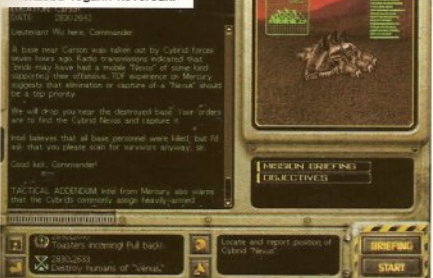 DATE: 2830/2642
Lieutenant Wu here, Commander.
A base near Carson was taken out by Cybrid forces
seven hours ago. Radio transmissions indicated that
'brids may have had a mobile "Nexus" of some kind
supporting their offensive. TDF experience on Mercury
suggests that elimination or capture of a "Nexus" should
be a top priority.
We will drop you near the destroyed base. Your orders
are to find the Cybrid Nexus and capture it.
Intel believes that all base personnel were killed, but I'd
ask that you please scan for survivors anyway, sir.
Good luck, Commander!
TACTICAL ADDENDUM: Intel from Mercury also warns
that the Cybrids commonly assign heavily-armed
MISSION BRIEFING
OBJECTIVES
Toasters incoming! Pull back!
2830/2633
Destroy humans of "Venus."
Locate and report position of
Cybrid "Nexus"
BRIEFING
START